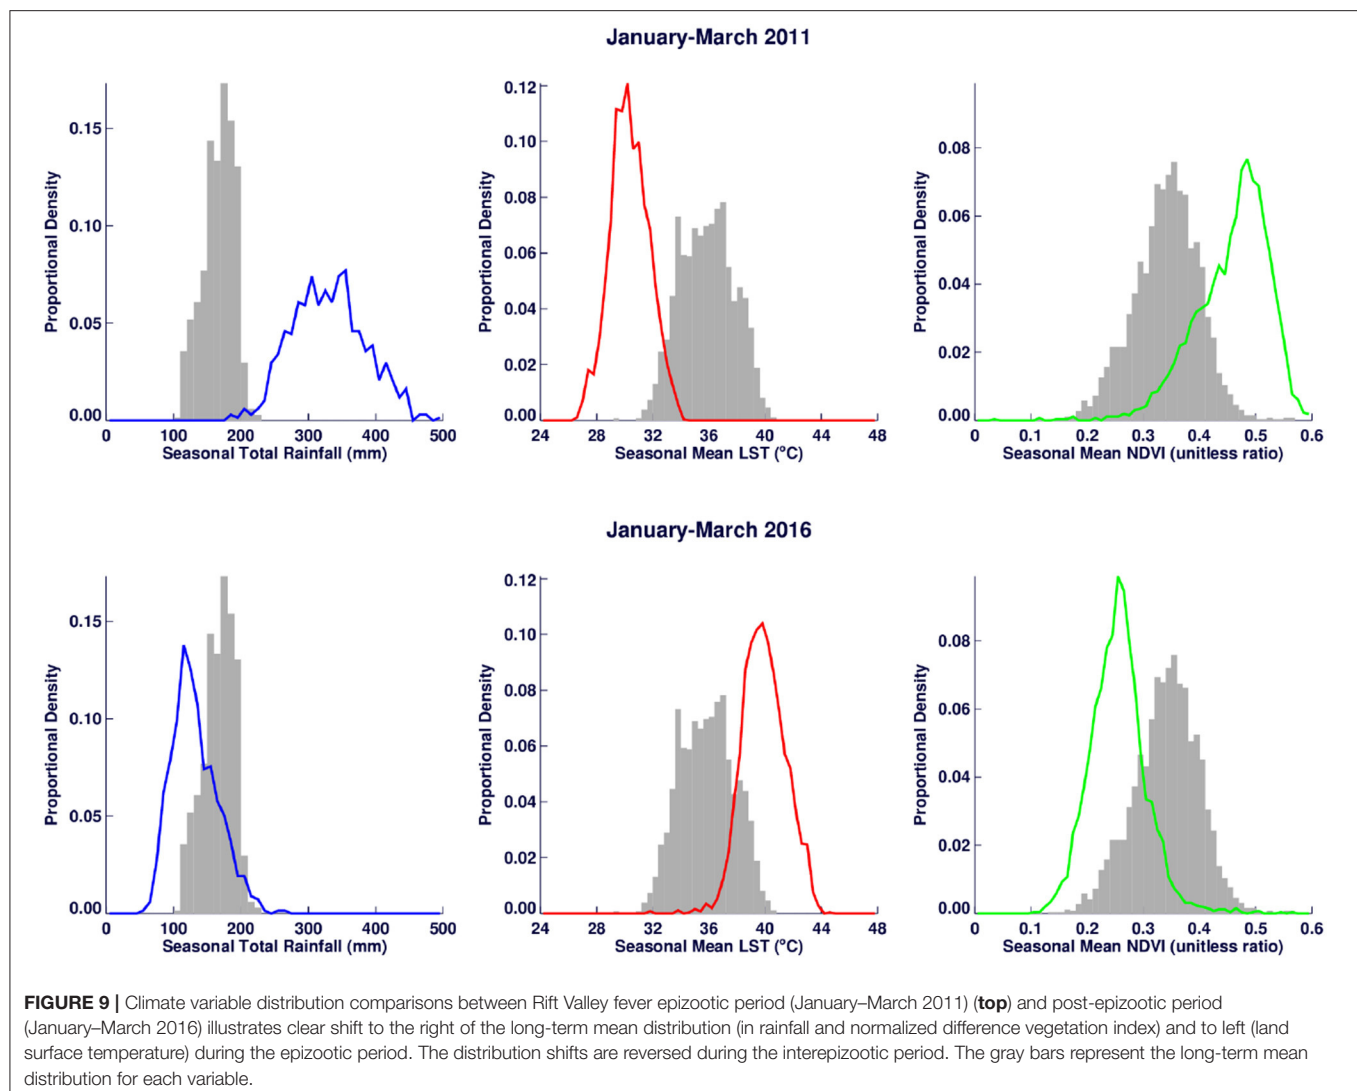 January-March 2011
Proportional Density
0.15
0.10
0.05
0.00
0 100 200 300 400 500
Seasonal Total Rainfall (mm)
Proportional Density
0.12
0.10
0.08
0.06
0.04
0.02
0.00
24 28 32 36 40 44 48
Seasonal Mean LST (°C)
Proportional Density
0.08
0.06
0.04
0.02
0.00
0 0.1 0.2 0.3 0.4 0.5 0.6
Seasonal Mean NDVI (unitless ratio)
January-March 2016
Proportional Density
0.15
0.10
0.05
0.00
0 100 200 300 400 500
Seasonal Total Rainfall (mm)
Proportional Density
0.12
0.10
0.08
0.06
0.04
0.02
0.00
24 28 32 36 40 44 48
Seasonal Mean LST (°C)
Proportional Density
0.08
0.06
0.04
0.02
0.00
0 0.1 0.2 0.3 0.4 0.5 0.6
Seasonal Mean NDVI (unitless ratio)
FIGURE 9 | Climate variable distribution comparisons between Rift Valley fever epizootic period (January–March 2011) (top) and post-epizootic period
(January–March 2016) illustrates clear shift to the right of the long-term mean distribution (in rainfall and normalized difference vegetation index) and to left (land
surface temperature) during the epizootic period. The distribution shifts are reversed during the interepizootic period. The gray bars represent the long-term mean
distribution for each variable.